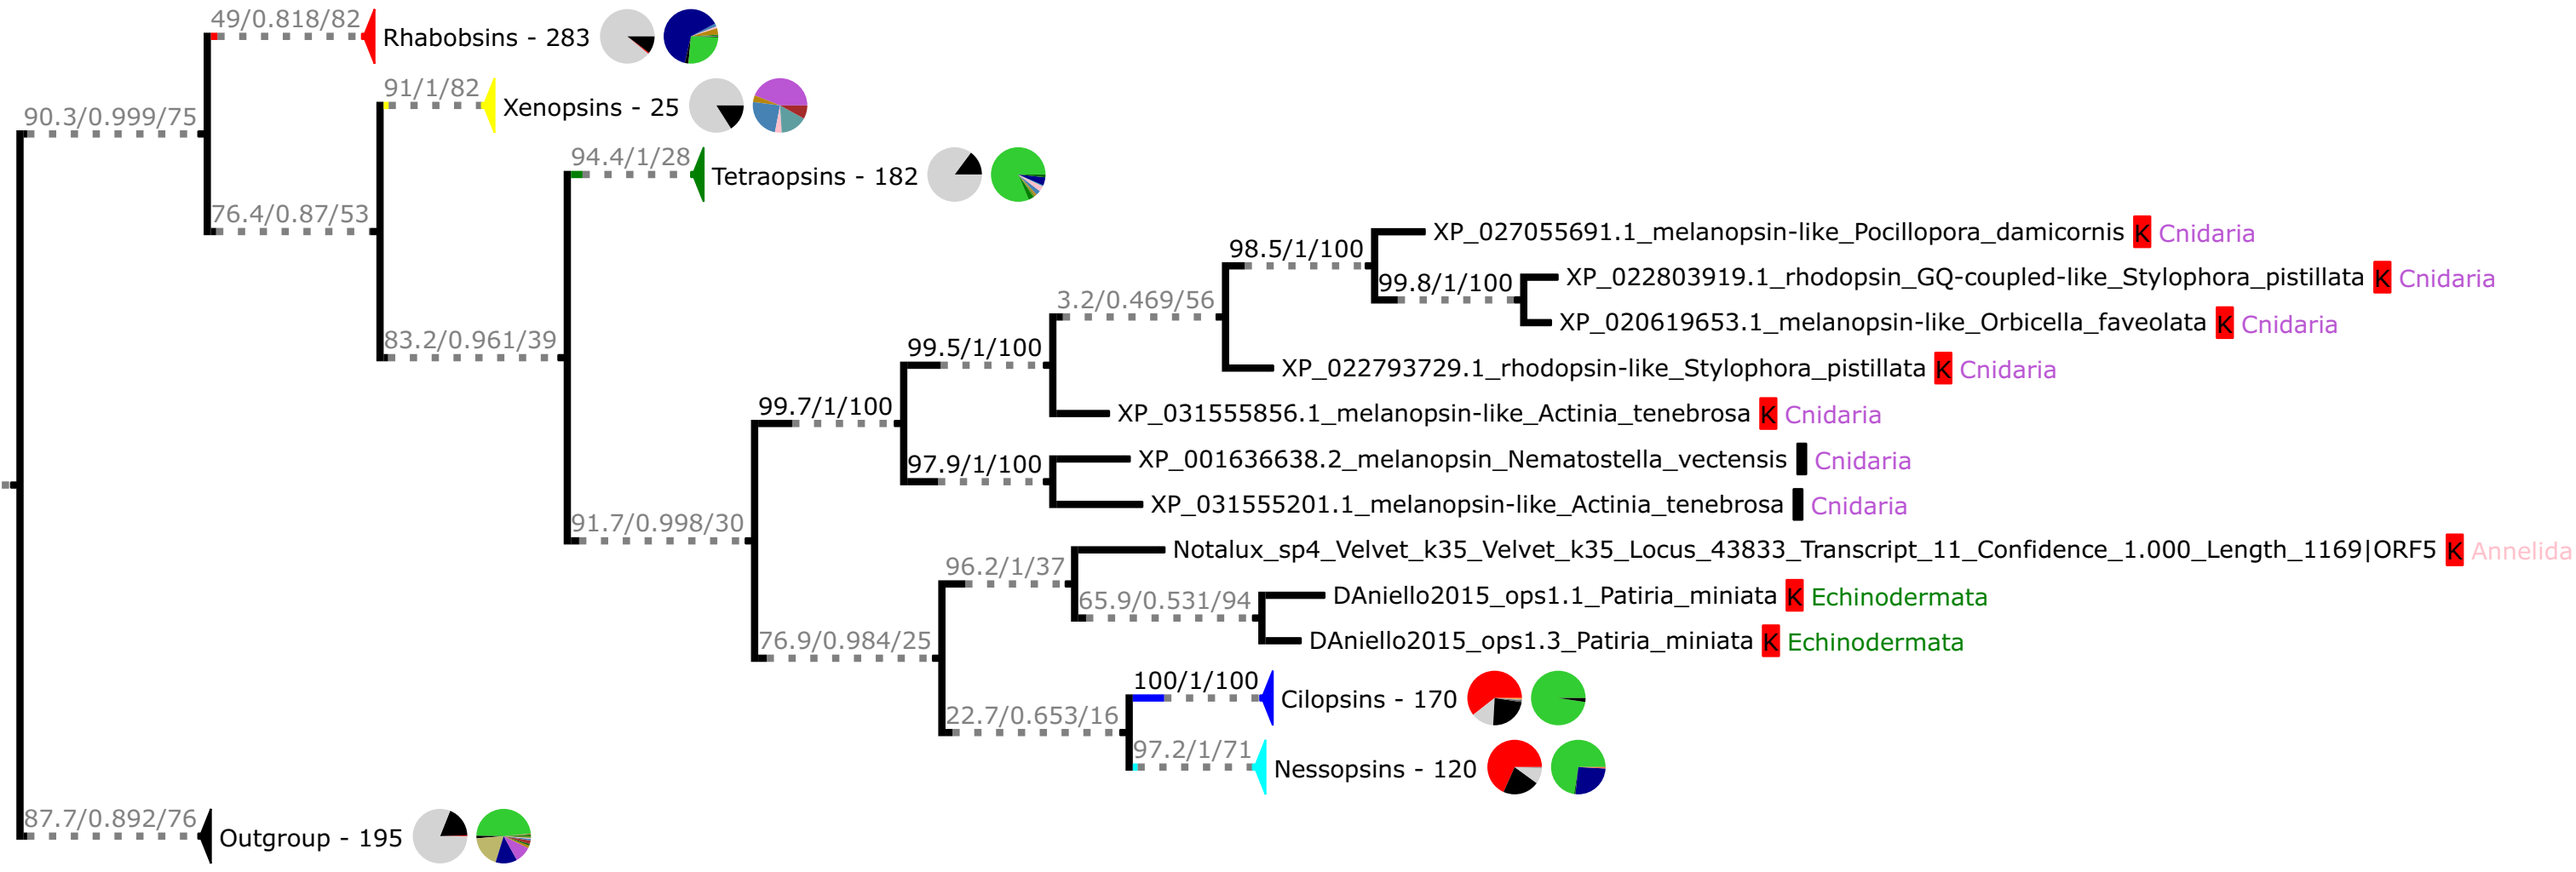 49/0.818/82
Rhabobsins - 283
91/1/82
Xenopsins - 25
90.3/0.999/75
94.4/1/28
Tetraopsins - 182
76.4/0.87/53
XP_027055691.1_melanopsin-like_Pocillopora_damicornis K Cnidaria
98.5/1/100
XP_022803919.1_rhodopsin_GQ-coupled-like_Stylophora_pistillata K Cnidaria
99.8/1/100
3.2/0.469/56
XP_020619653.1_melanopsin-like_Orbicella_faveolata K Cnidaria
83.2/0.961/39
99.5/1/100
XP_022793729.1_rhodopsin-like_Stylophora_pistillata K Cnidaria
99.7/1/100
XP_031555856.1_melanopsin-like_Actinia_tenebrosa K Cnidaria
97.9/1/100
XP_001636638.2_melanopsin_Nematostella_vectensis Cnidaria
XP_031555201.1_melanopsin-like_Actinia_tenebrosa Cnidaria
91.7/0.998/30
Notalux_sp4_Velvet_k35_Velvet_k35_Locus_43833_Transcript_11_Confidence_1.000_Length_1169|ORF5 K Annelida
96.2/1/37
65.9/0.531/94
DAniello2015_ops1.1_Patiria_miniata K Echinodermata
76.9/0.984/25
DAniello2015_ops1.3_Patiria_miniata K Echinodermata
100/1/100
Cilopsins - 170
22.7/0.653/16
97.2/1/71
Nessopsins - 120
87.7/0.892/76
Outgroup - 195